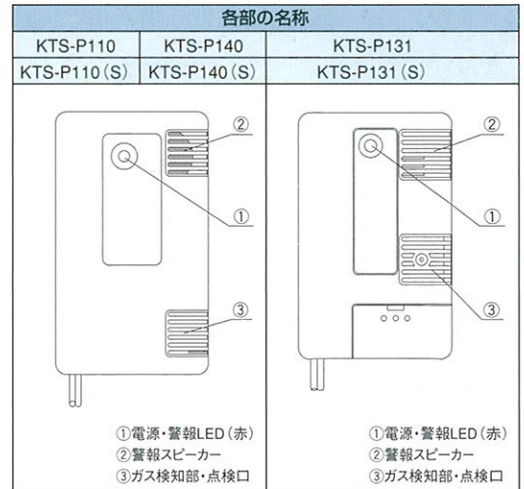 各部の名称
KTS-P110 KTS-P140 KTS-P131
KTS-P110(S) KTS-P140(S) KTS-P131(S)
②
①
③
①電源・警報LED(赤)
②警報スピーカー
③ガス検知部・点検口
②
①
③
①電源・警報LED(赤)
②警報スピーカー
③ガス検知部・点検口